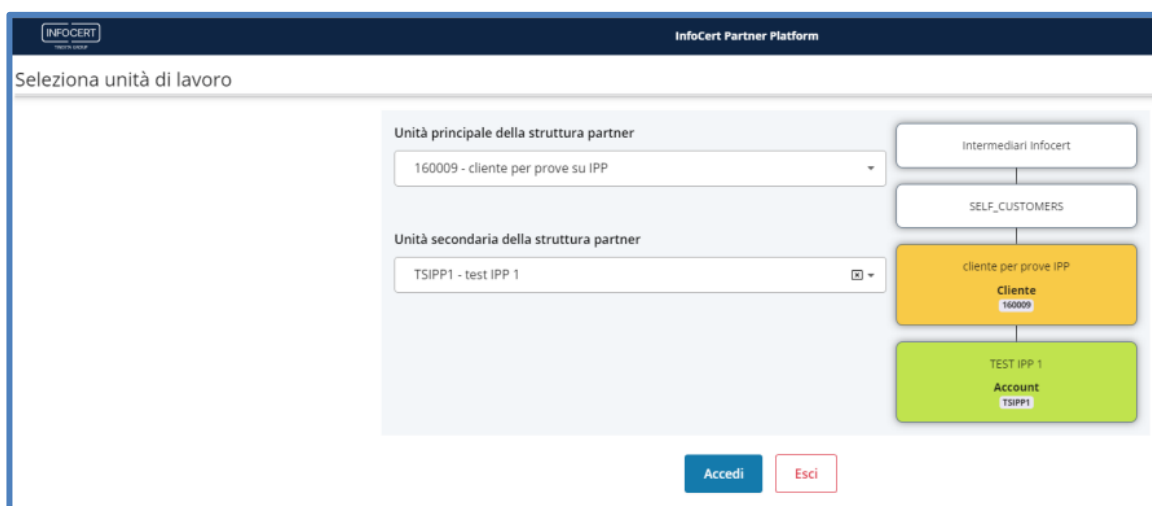 INFOCERT
TINEXTA GROUP
InfoCert Partner Platform
Seleziona unità di lavoro
Unità principale della struttura partner
160009 - cliente per prove su IPP
Unità secondaria della struttura partner
TSIPP1 - test IPP 1
Intermediari Infocert
SELF_CUSTOMERS
cliente per prove IPP
Cliente
160009
TEST IPP 1
Account
TSIPP1
Accedi
Esci